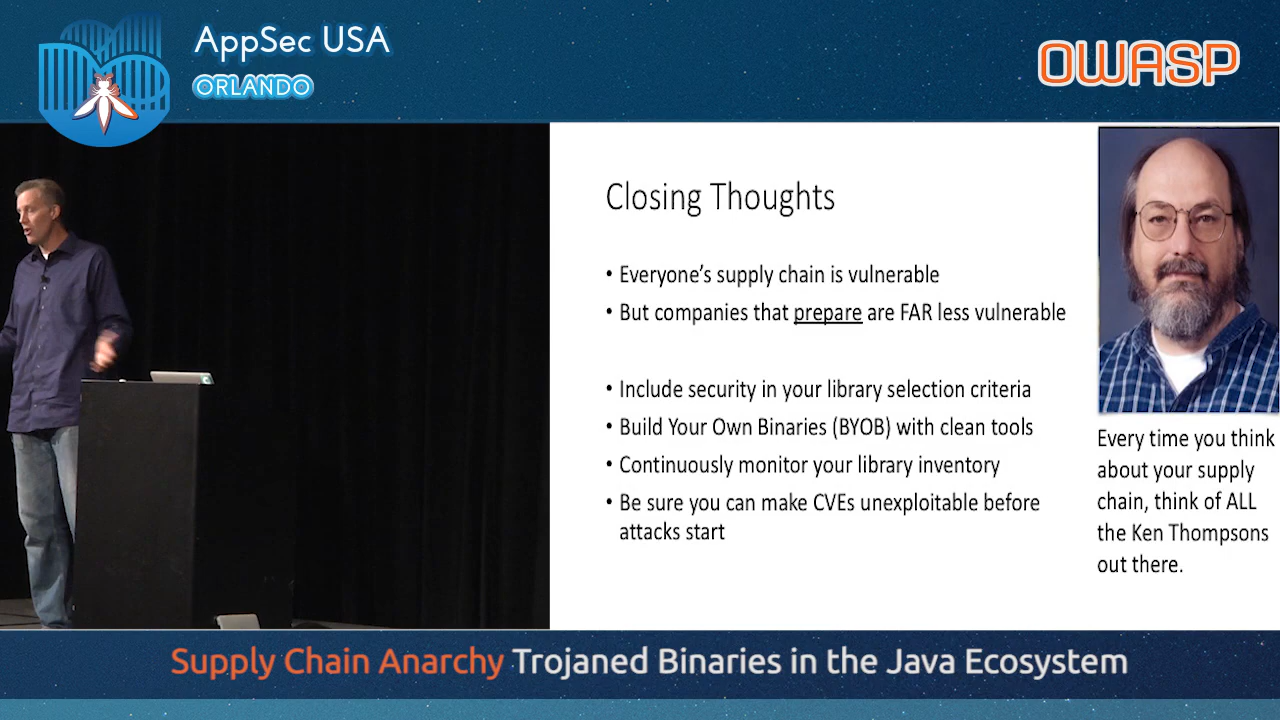 AppSec USA
ORLANDO
OWASP
Closing Thoughts
• Everyone’s supply chain is vulnerable
• But companies that prepare are FAR less vulnerable
• Include security in your library selection criteria
• Build Your Own Binaries (BYOB) with clean tools
• Continuously monitor your library inventory
• Be sure you can make CVEs unexploitable before
attacks start
Every time you think
about your supply
chain, think of ALL
the Ken Thompsons
out there.
Supply Chain Anarchy Trojaned Binaries in the Java Ecosystem